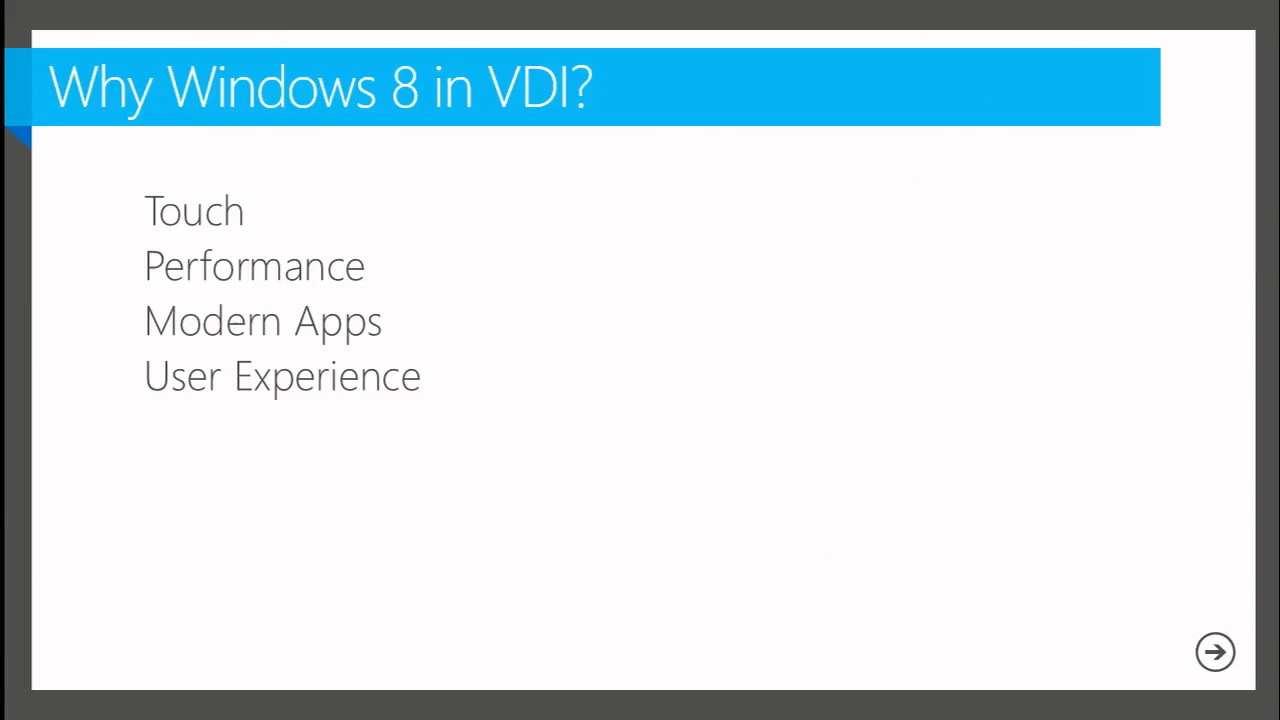 Why Windows 8 in VDI?
Touch
Performance
Modern Apps
User Experience